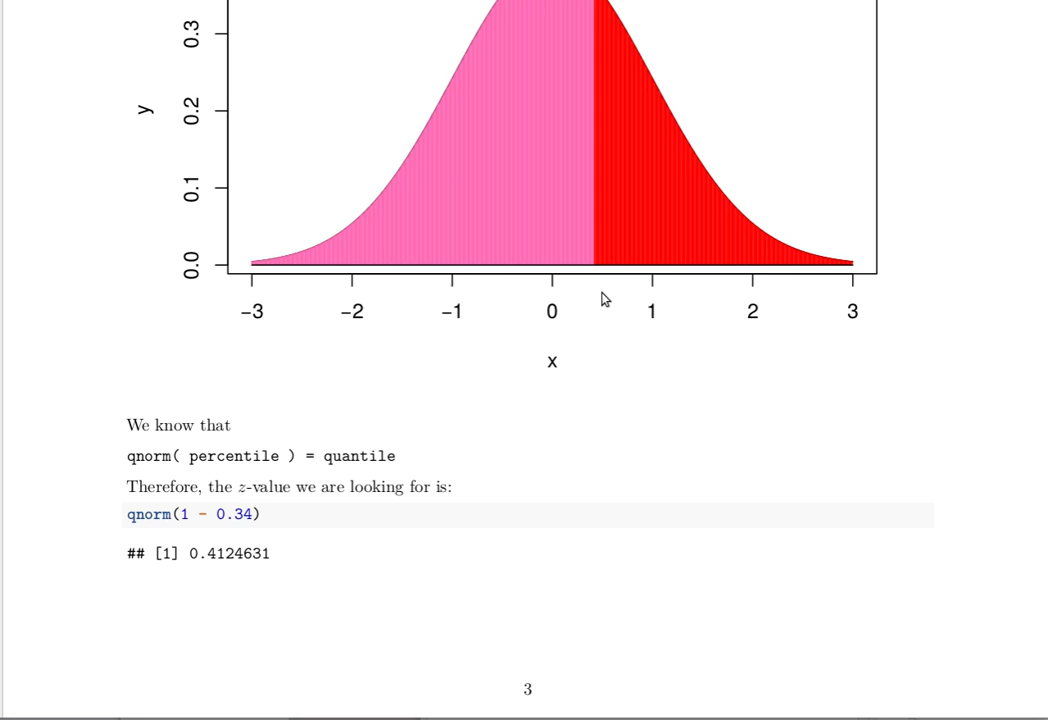 0.3
0.2
0.1
0.0
y
−3 −2 −1 0 1 2 3
x
We know that
qnorm( percentile ) = quantile
Therefore, the z-value we are looking for is:
qnorm(1 - 0.34)
## [1] 0.4124631
3